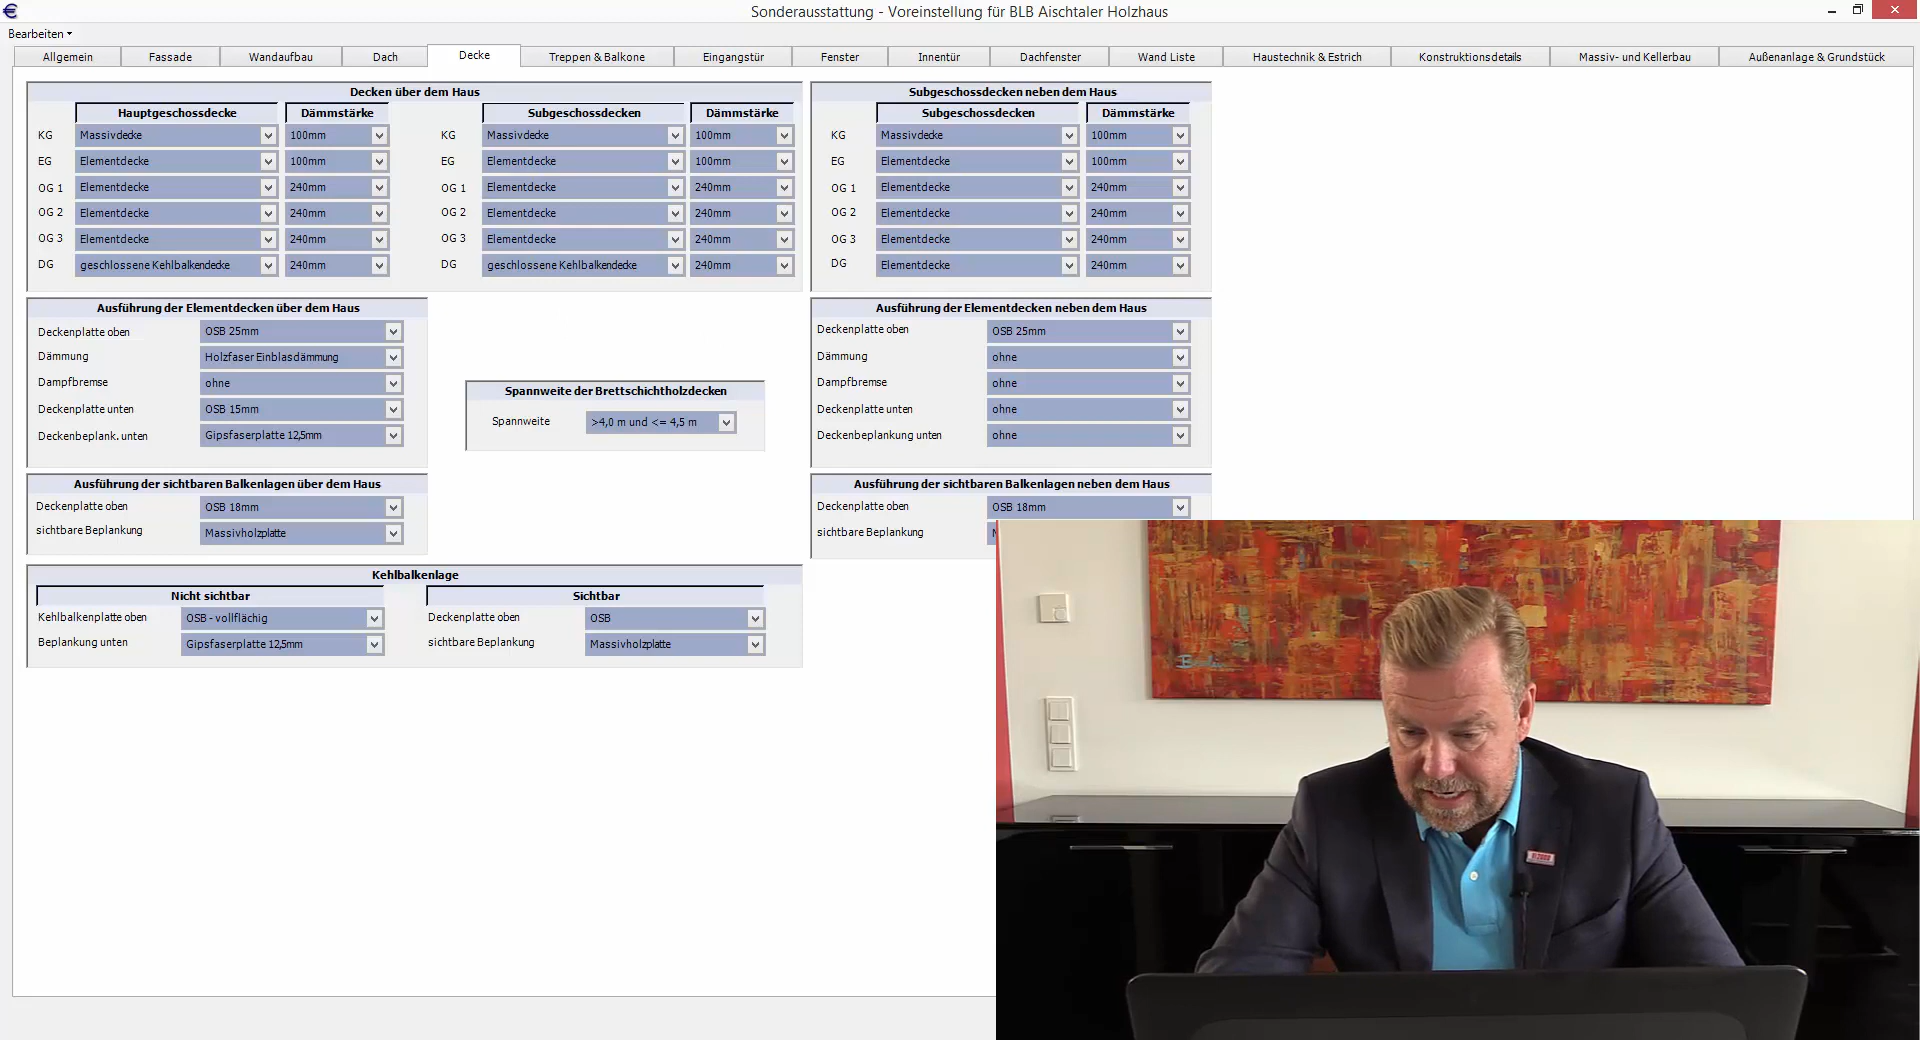 Sonderausstattung - Voreinstellung für BLB Aischtaler Holzhaus
Bearbeiten
Allgemein Fassade Wandaufbau Dach Decke Treppen & Balkone Eingangstür Fenster Innentür Dachfenster Wand Liste Haustechnik & Estrich Konstruktionsdetails Massiv- und Kellerbau Außenanlage & Grundstück
Decken über dem Haus
Hauptgeschossdecke Dämmstärke Subgeschossdecken Dämmstärke
KG Massivdecke 100mm KG Massivdecke 100mm
EG Elementdecke 100mm EG Elementdecke 100mm
OG 1 Elementdecke 240mm OG 1 Elementdecke 240mm
OG 2 Elementdecke 240mm OG 2 Elementdecke 240mm
OG 3 Elementdecke 240mm OG 3 Elementdecke 240mm
DG geschlossene Kehlbalkendecke 240mm DG geschlossene Kehlbalkendecke 240mm
Subgeschossdecken neben dem Haus
Subgeschossdecken Dämmstärke
KG Massivdecke 100mm
EG Elementdecke 100mm
OG 1 Elementdecke 240mm
OG 2 Elementdecke 240mm
OG 3 Elementdecke 240mm
DG Elementdecke 240mm
Ausführung der Elementdecken über dem Haus
Deckenplatte oben OSB 25mm
Dämmung Holzfaser Einblasdämmung
Dampfbremse ohne
Deckenplatte unten OSB 15mm
Deckenbeplank. unten Gipsfaserplatte 12,5mm
Spannweite der Brettschichtholzdecken
Spannweite >4,0 m und <= 4,5 m
Ausführung der Elementdecken neben dem Haus
Deckenplatte oben OSB 25mm
Dämmung ohne
Dampfbremse ohne
Deckenplatte unten ohne
Deckenbeplankung unten ohne
Ausführung der sichtbaren Balkenlagen über dem Haus
Deckenplatte oben OSB 18mm
sichtbare Beplankung Massivholzplatte
Ausführung der sichtbaren Balkenlagen neben dem Haus
Deckenplatte oben OSB 18mm
sichtbare Beplankung
Kehlbalkenlage
Nicht sichtbar Sichtbar
Kehlbalkenplatte oben OSB - vollflächig Deckenplatte oben OSB
Beplankung unten Gipsfaserplatte 12,5mm sichtbare Beplankung Massivholzplatte